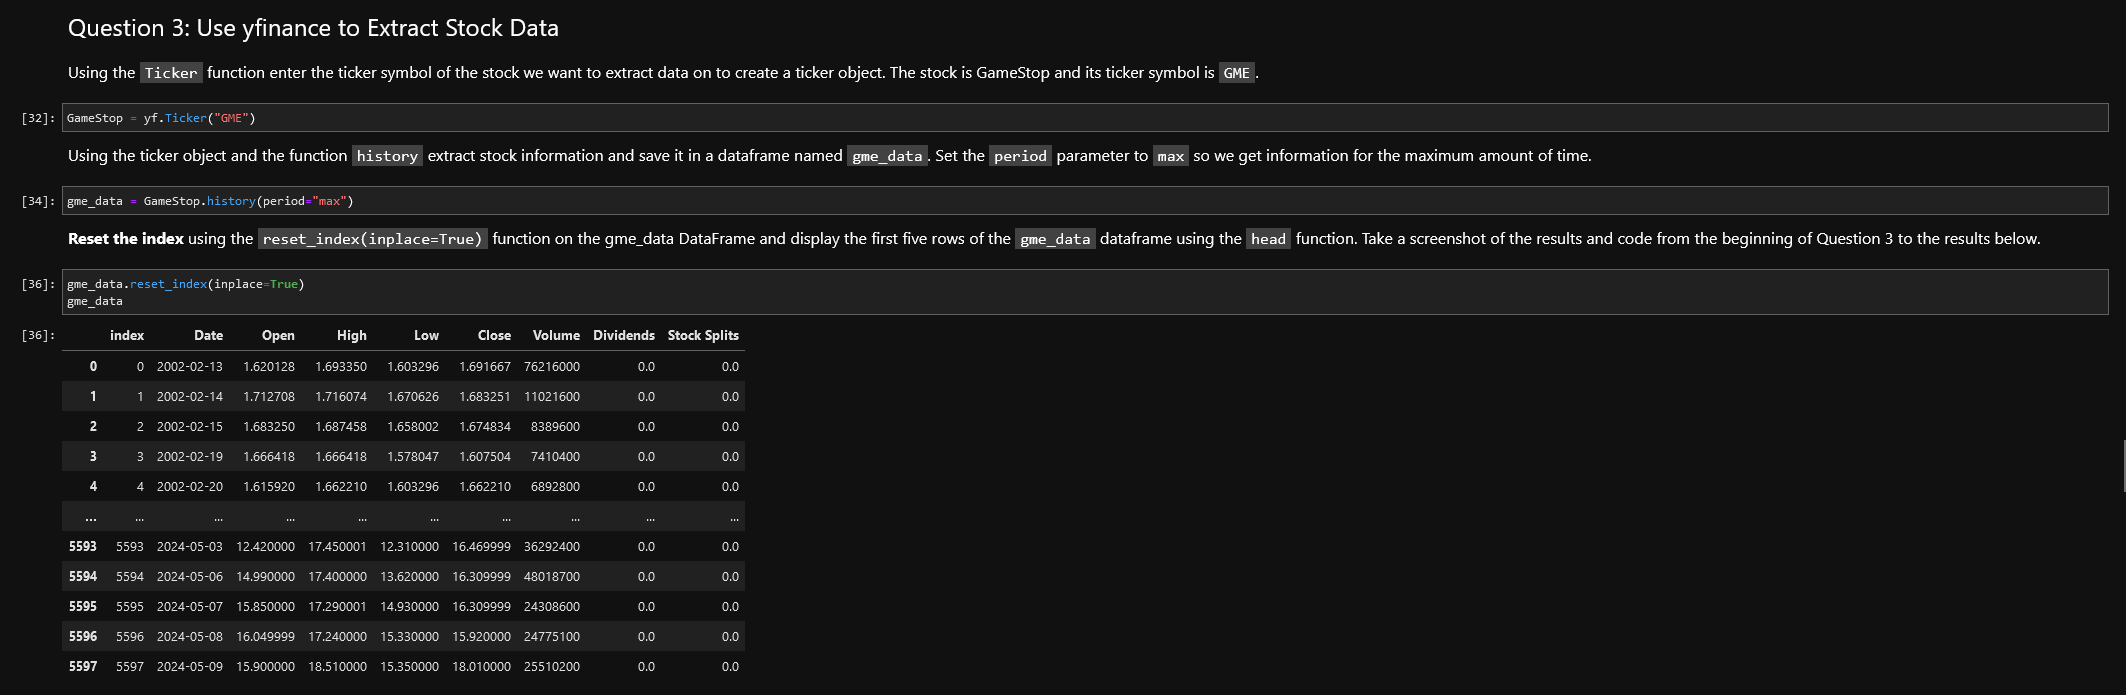 Question 3: Use yfinance to Extract Stock Data
Using the Ticker function enter the ticker symbol of the stock we want to extract data on to create a ticker object. The stock is GameStop and its ticker symbol is GME.
[32]: GameStop = yf.Ticker("GME")
Using the ticker object and the function history extract stock information and save it in a dataframe named gme_data. Set the period parameter to max so we get information for the maximum amount of time.
[34]: gme_data = GameStop.history(period="max")
Reset the index using the reset_index(inplace=True) function on the gme_data DataFrame and display the first five rows of the gme_data dataframe using the head function. Take a screenshot of the results and code from the beginning of Question 3 to the results below.
[36]: gme_data.reset_index(inplace=True)
gme_data
[36]: index Date Open High Low Close Volume Dividends Stock Splits
0 0 2002-02-13 1.620128 1.693350 1.603296 1.691667 76216000 0.0 0.0
1 1 2002-02-14 1.712708 1.716074 1.670626 1.683251 11021600 0.0 0.0
2 2 2002-02-15 1.683250 1.687458 1.658002 1.674834 8389600 0.0 0.0
3 3 2002-02-19 1.666418 1.666418 1.578047 1.607504 7410400 0.0 0.0
4 4 2002-02-20 1.615920 1.662210 1.603296 1.662210 6892800 0.0 0.0
... ... ... ... ... ... ... ... ... ...
5593 5593 2024-05-03 12.420000 17.450001 12.310000 16.469999 36292400 0.0 0.0
5594 5594 2024-05-06 14.990000 17.400000 13.620000 16.309999 48018700 0.0 0.0
5595 5595 2024-05-07 15.850000 17.290001 14.930000 16.309999 24308600 0.0 0.0
5596 5596 2024-05-08 16.049999 17.240000 15.330000 15.920000 24775100 0.0 0.0
5597 5597 2024-05-09 15.900000 18.510000 15.350000 18.010000 25510200 0.0 0.0